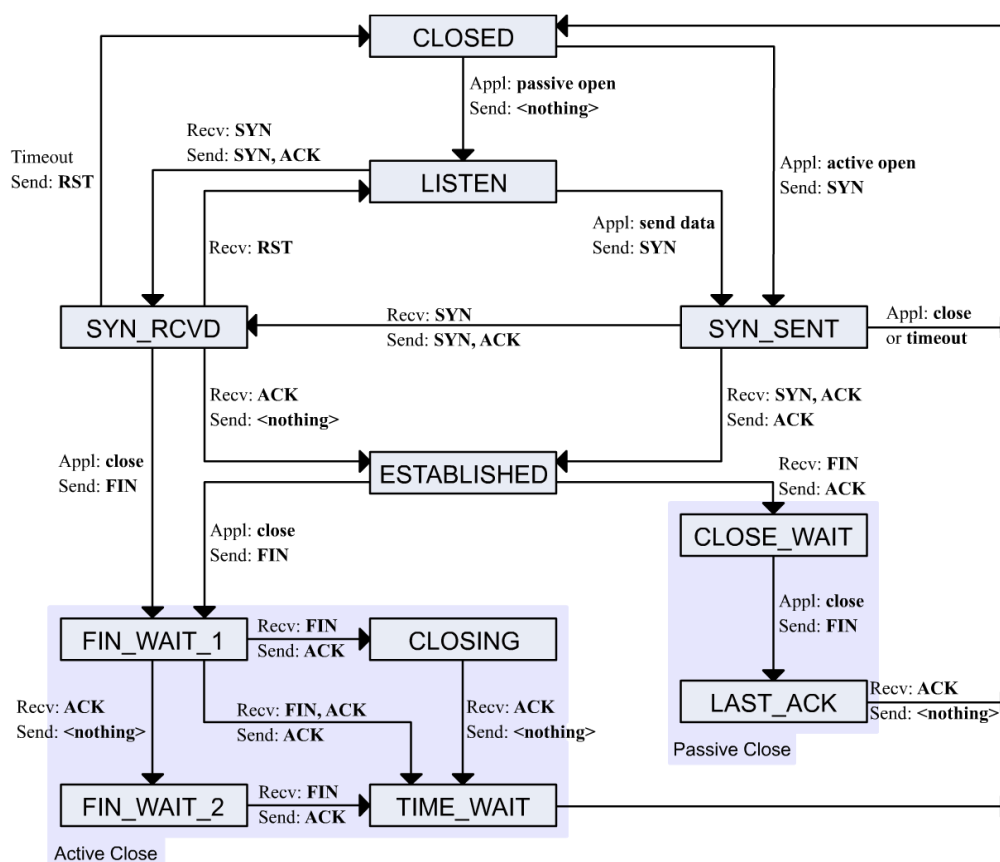 CLOSED
Appl: passive open
Send: <nothing>
Recv: SYN
Send: SYN, ACK
Timeout
Send: RST
LISTEN
Appl: active open
Send: SYN
Appl: send data
Send: SYN
Recv: RST
SYN_RCVD
Recv: SYN
Send: SYN, ACK
SYN_SENT
Appl: close
or timeout
Recv: ACK
Send: <nothing>
Recv: SYN, ACK
Send: ACK
Appl: close
Send: FIN
ESTABLISHED
Recv: FIN
Send: ACK
Appl: close
Send: FIN
CLOSE_WAIT
Appl: close
Send: FIN
FIN_WAIT_1
Recv: FIN
Send: ACK
CLOSING
LAST_ACK
Recv: ACK
Send: <nothing>
Recv: ACK
Send: <nothing>
Recv: FIN, ACK
Send: ACK
Recv: ACK
Send: <nothing>
Passive Close
FIN_WAIT_2
Recv: FIN
Send: ACK
TIME_WAIT
Active Close